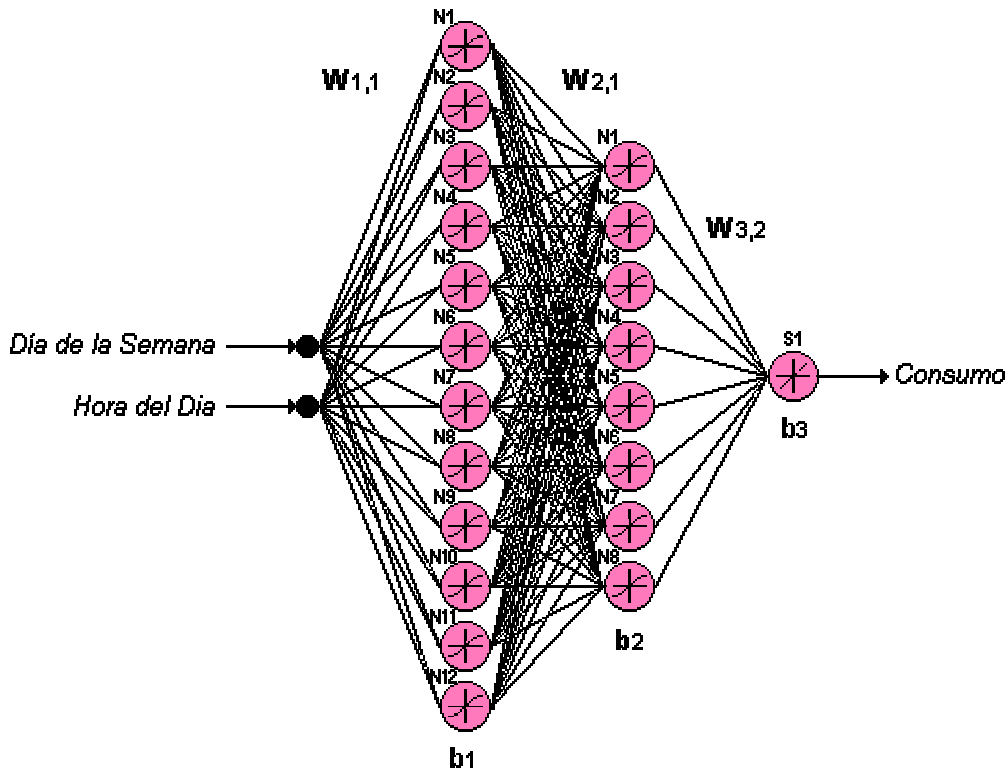 W1,1
W2,1
W3,2
Día de la Semana
Hora del Dia
N1
N2
N3
N4
N5
N6
N7
N8
N9
N10
N11
N12
b1
N1
N2
N3
N4
N5
N6
N7
N8
b2
S1
b3
Consumo